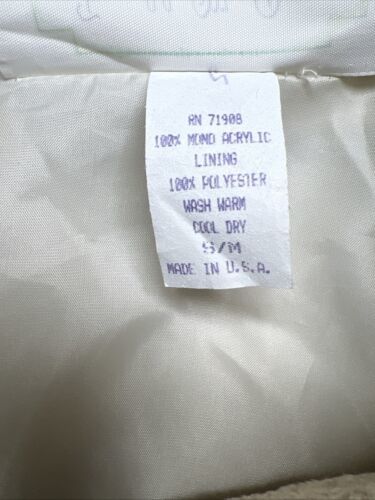 RN 71908
100% MONO ACRYLIC
LINING
100% POLYESTER
WASH WARM
COOL DRY
S/M
MADE IN U.S.A.